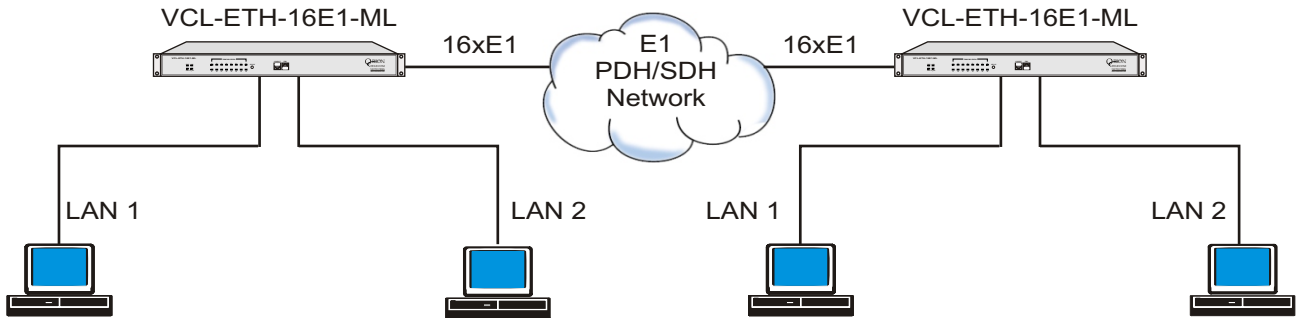 VCL-ETH-16E1-ML
VCL-ETH-16E1-ML
16xE1
E1
PDH/SDH
Network
16xE1
LAN 1
LAN 2
LAN 1
LAN 2